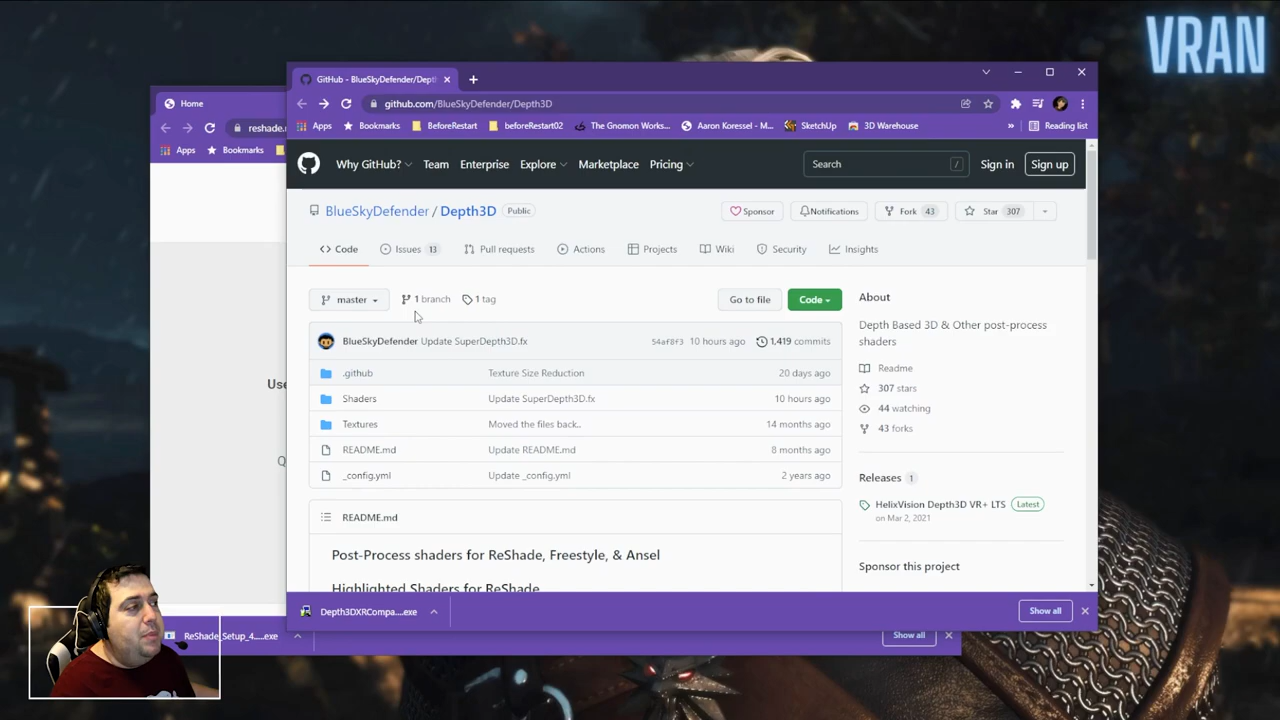 VRAN
GitHub - BlueSkyDefender/Dept
Home
github.com/BlueSkyDefender/Depth3D
reshade.
Apps Bookmarks BeforeRestart beforeRestart02 The Gnomon Works... Aaron Koressel - M... SketchUp 3D Warehouse » Reading list
Apps Bookmarks
Why GitHub? Team Enterprise Explore Marketplace Pricing Search / Sign in Sign up
BlueSkyDefender / Depth3D Public Sponsor Notifications Fork 43 Star 307
Code Issues 13 Pull requests Actions Projects Wiki Security Insights
master 1 branch 1 tag Go to file Code
About
Depth Based 3D & Other post-process
shaders
BlueSkyDefender Update SuperDepth3D.fx 54af8f3 10 hours ago 1,419 commits
.github Texture Size Reduction 20 days ago
Shaders Update SuperDepth3D.fx 10 hours ago
Textures Moved the files back.. 14 months ago
README.md Update README.md 8 months ago
_config.yml Update _config.yml 2 years ago
Readme
307 stars
44 watching
43 forks
Releases 1
HelixVision Depth3D VR+ LTS Latest
on Mar 2, 2021
Sponsor this project
README.md
Post-Process shaders for ReShade, Freestyle, & Ansel
Highlighted Shaders for ReShade
Use
Q
Depth3DXRCompa....exe Show all
ReShade_Setup_4....exe Show all